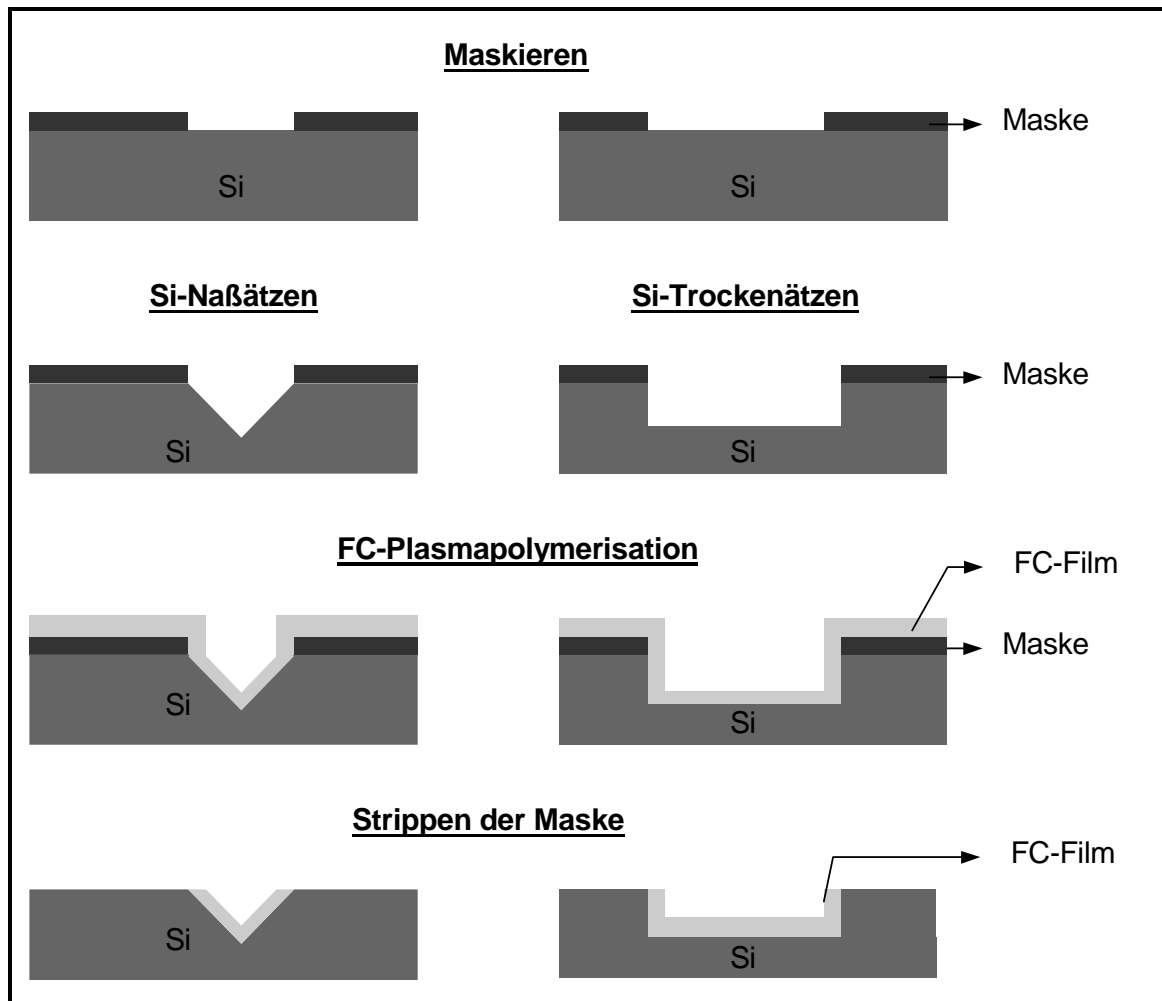 Maskieren
Maske
Si
Si
Si-Naßätzen
Si-Trockenätzen
Maske
Si
Si
FC-Plasmapolymerisation
FC-Film
Maske
Si
Si
Strippen der Maske
FC-Film
Si
Si